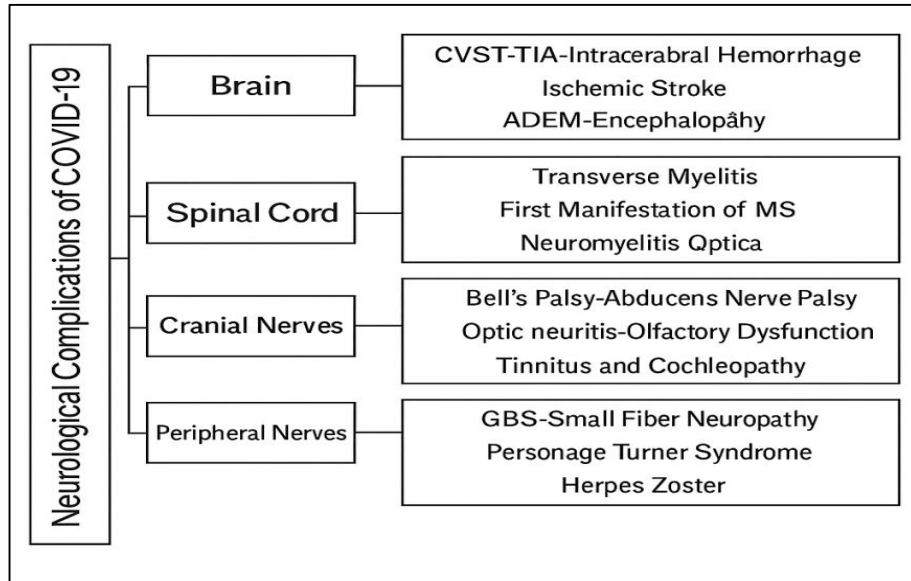 Neurological Complications of COVID-19
Brain
CVST-TIA-Intracerabral Hemorrhage
Ischemic Stroke
ADEM-Encephalopâhy
Spinal Cord
Transverse Myelitis
First Manifestation of MS
Neuromyelitis Qptica
Cranial Nerves
Bell's Palsy-Abducens Nerve Palsy
Optic neuritis-Olfactory Dysfunction
Tinnitus and Cochleopathy
Peripheral Nerves
GBS-Small Fiber Neuropathy
Personage Turner Syndrome
Herpes Zoster